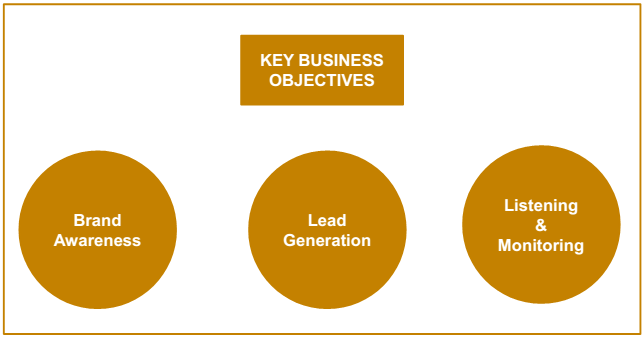 KEY BUSINESS
OBJECTIVES
Brand
Awareness
Lead
Generation
Listening
&
Monitoring